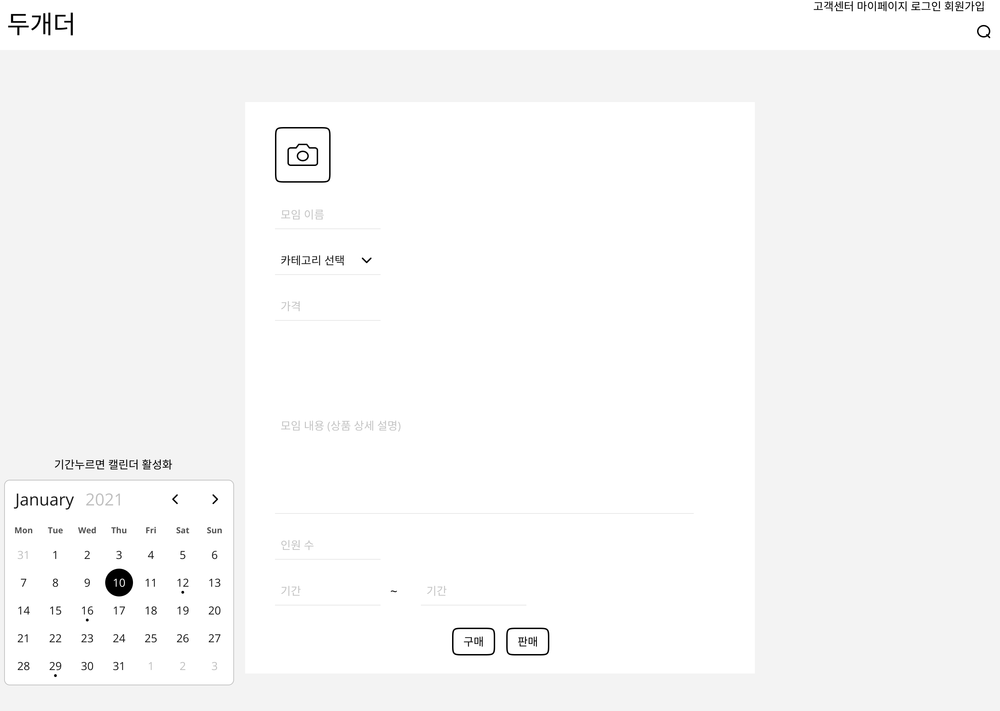 고객센터 마이페이지 로그인 회원가입
두개더
모임 이름
카테고리 선택
가격
모임 내용 (상품 상세 설명)
인원 수
기간 ~ 기간
구매 판매
기간누르면 캘린더 활성화
January 2021
Mon Tue Wed Thu Fri Sat Sun
31 1 2 3 4 5 6
7 8 9 10 11 12 13
14 15 16 17 18 19 20
21 22 23 24 25 26 27
28 29 30 31 1 2 3